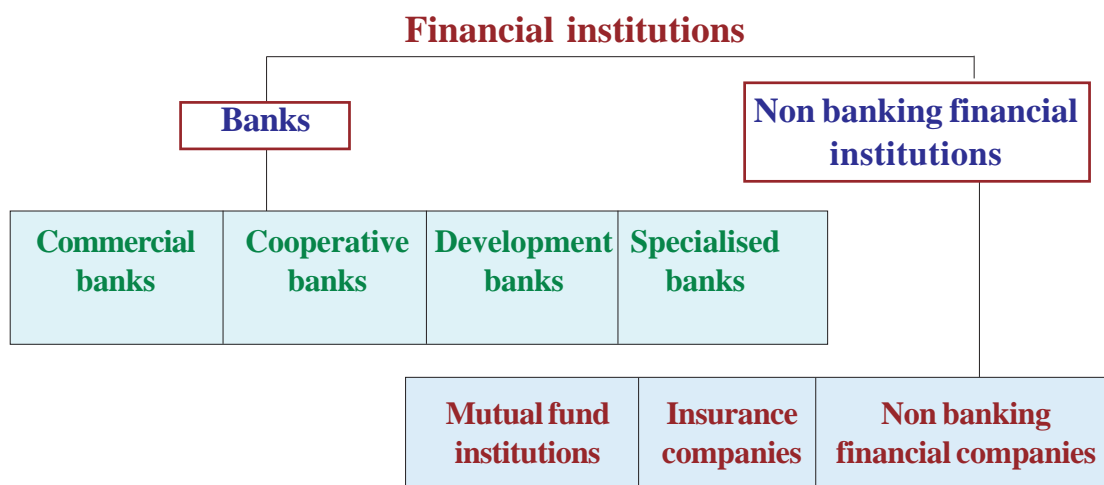 Financial institutions
Banks
Non banking financial
institutions
Commercial
banks
Cooperative
banks
Development
banks
Specialised
banks
Mutual fund
institutions
Insurance
companies
Non banking
financial companies